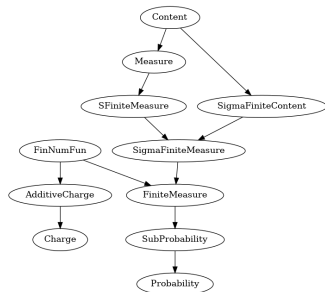 Content
Measure
SFiniteMeasure SigmaFiniteContent
FinNumFun SigmaFiniteMeasure
AdditiveCharge FiniteMeasure
Charge SubProbability
Probability